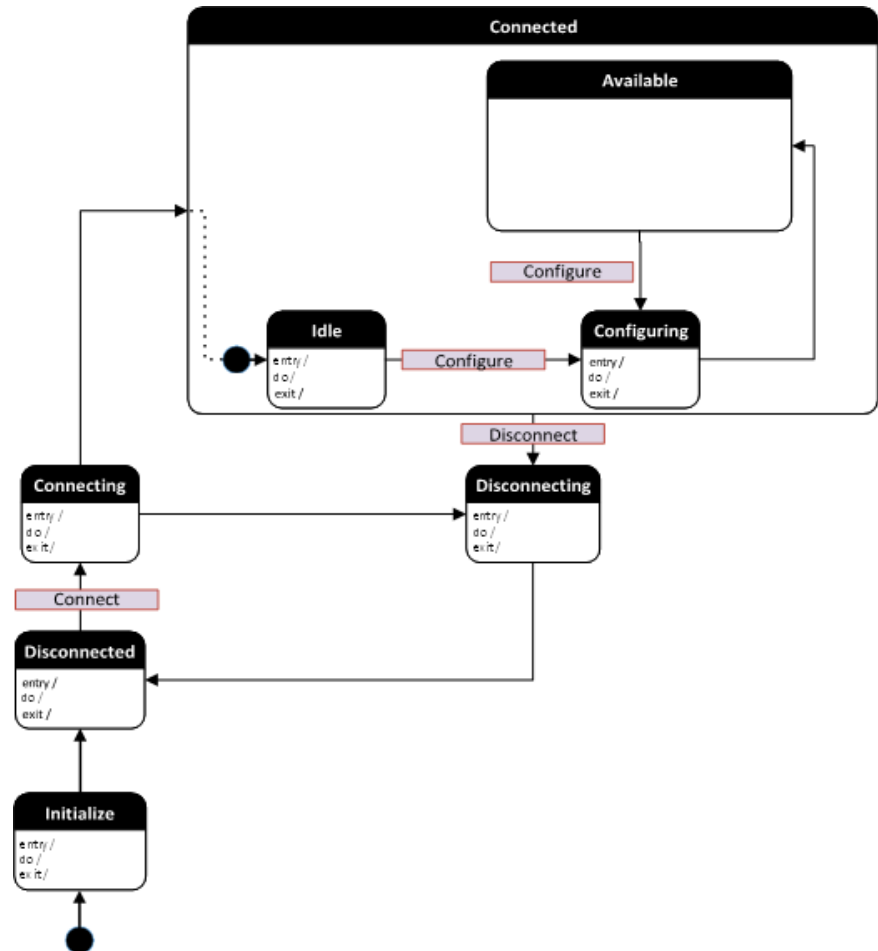 Connected
Available
Configure
Idle
entry /
do /
exit /
Configure
Configuring
entry /
do /
exit /
Disconnect
Connecting
entry /
do /
exit /
Disconnecting
entry /
do /
exit /
Connect
Disconnected
entry /
do /
exit /
Initialize
entry /
do /
exit /